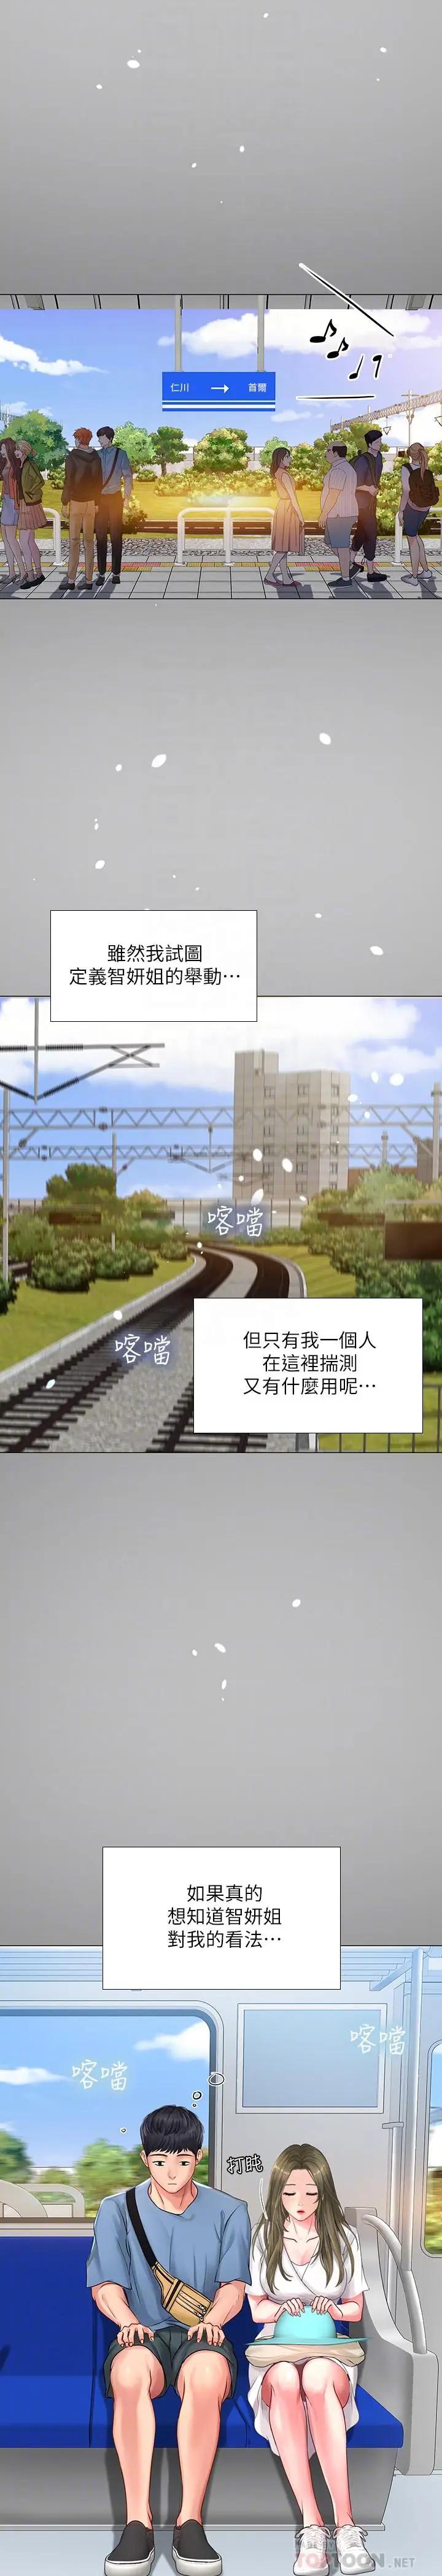 仁川 → 首爾
雖然我試圖
定義智妍姐的舉動…
喀噹
喀噹
但只有我一個人
在這裡揣測
又有什麼用呢…
如果真的
想知道智妍姐
對我的看法…
喀噹
喀噹
打盹
TOPTOON.NET